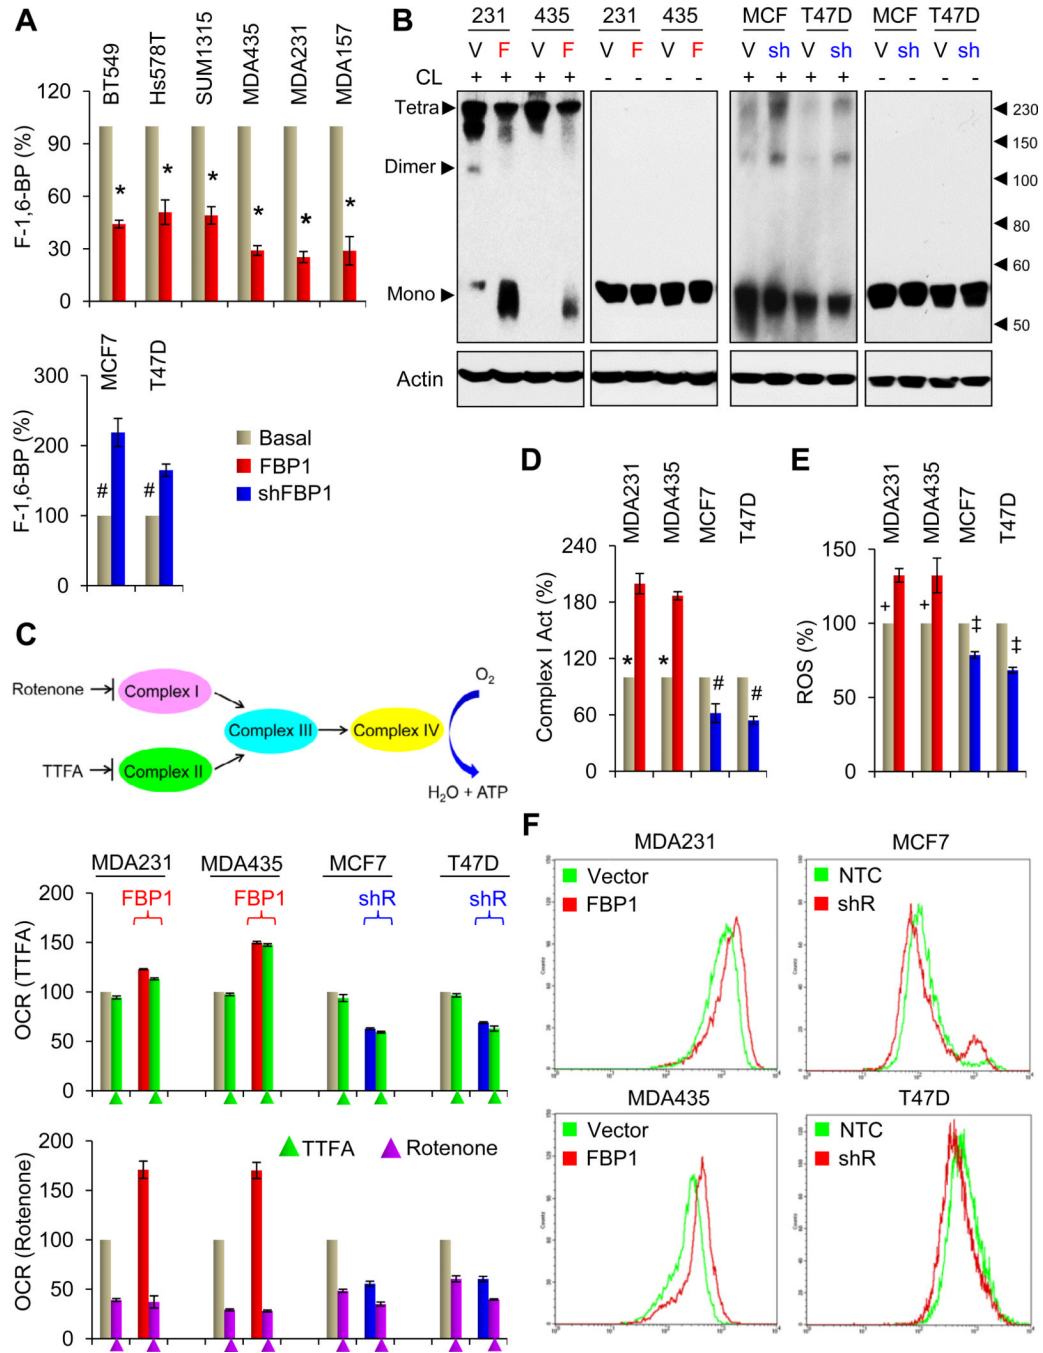 A
BT549
Hs578T
SUM1315
MDA435
MDA231
MDA157
F-1,6-BP (%)
120
90
60
30
0
* * * * * *
MCF7
T47D
F-1,6-BP (%)
300
200
100
0
# #
Basal
FBP1
shFBP1
B
231 435 231 435 MCF T47D MCF T47D
V F V F V F V F V sh V sh V sh V sh
CL + + + + - - - - + + + + - - - -
Tetra
Dimer
Mono
Actin
230
150
100
80
60
50
C
Rotenone
Complex I
Complex III
Complex IV
O2
TTFA
Complex II
H2O + ATP
MDA231 MDA435 MCF7 T47D
FBP1 FBP1 shR shR
OCR (TTFA)
200
150
100
50
0
TTFA Rotenone
OCR (Rotenone)
200
150
100
50
0
D
MDA231
MDA435
MCF7
T47D
Complex I Act (%)
240
180
120
60
0
* * # #
E
MDA231
MDA435
MCF7
T47D
ROS (%)
150
100
50
0
+ + ‡ ‡
F
MDA231
Vector
FBP1
Counts
MCF7
NTC
shR
Counts
MDA435
Vector
FBP1
Counts
T47D
NTC
shR
Counts